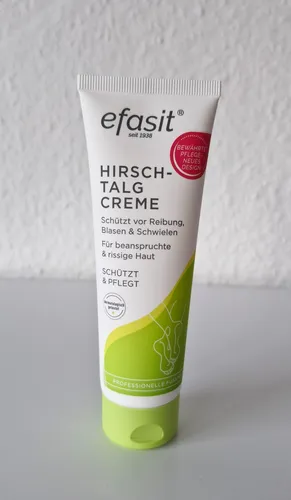 efasit®
seit 1938
BEWÄHRTE
PFLEGE-
NEUES
DESIGN
HIRSCH-
TALG
CREME
Schützt vor Reibung,
Blasen & Schwielen
Für beanspruchte
& rissige Haut
SCHÜTZT
& PFLEGT
PROFESSIONELLE